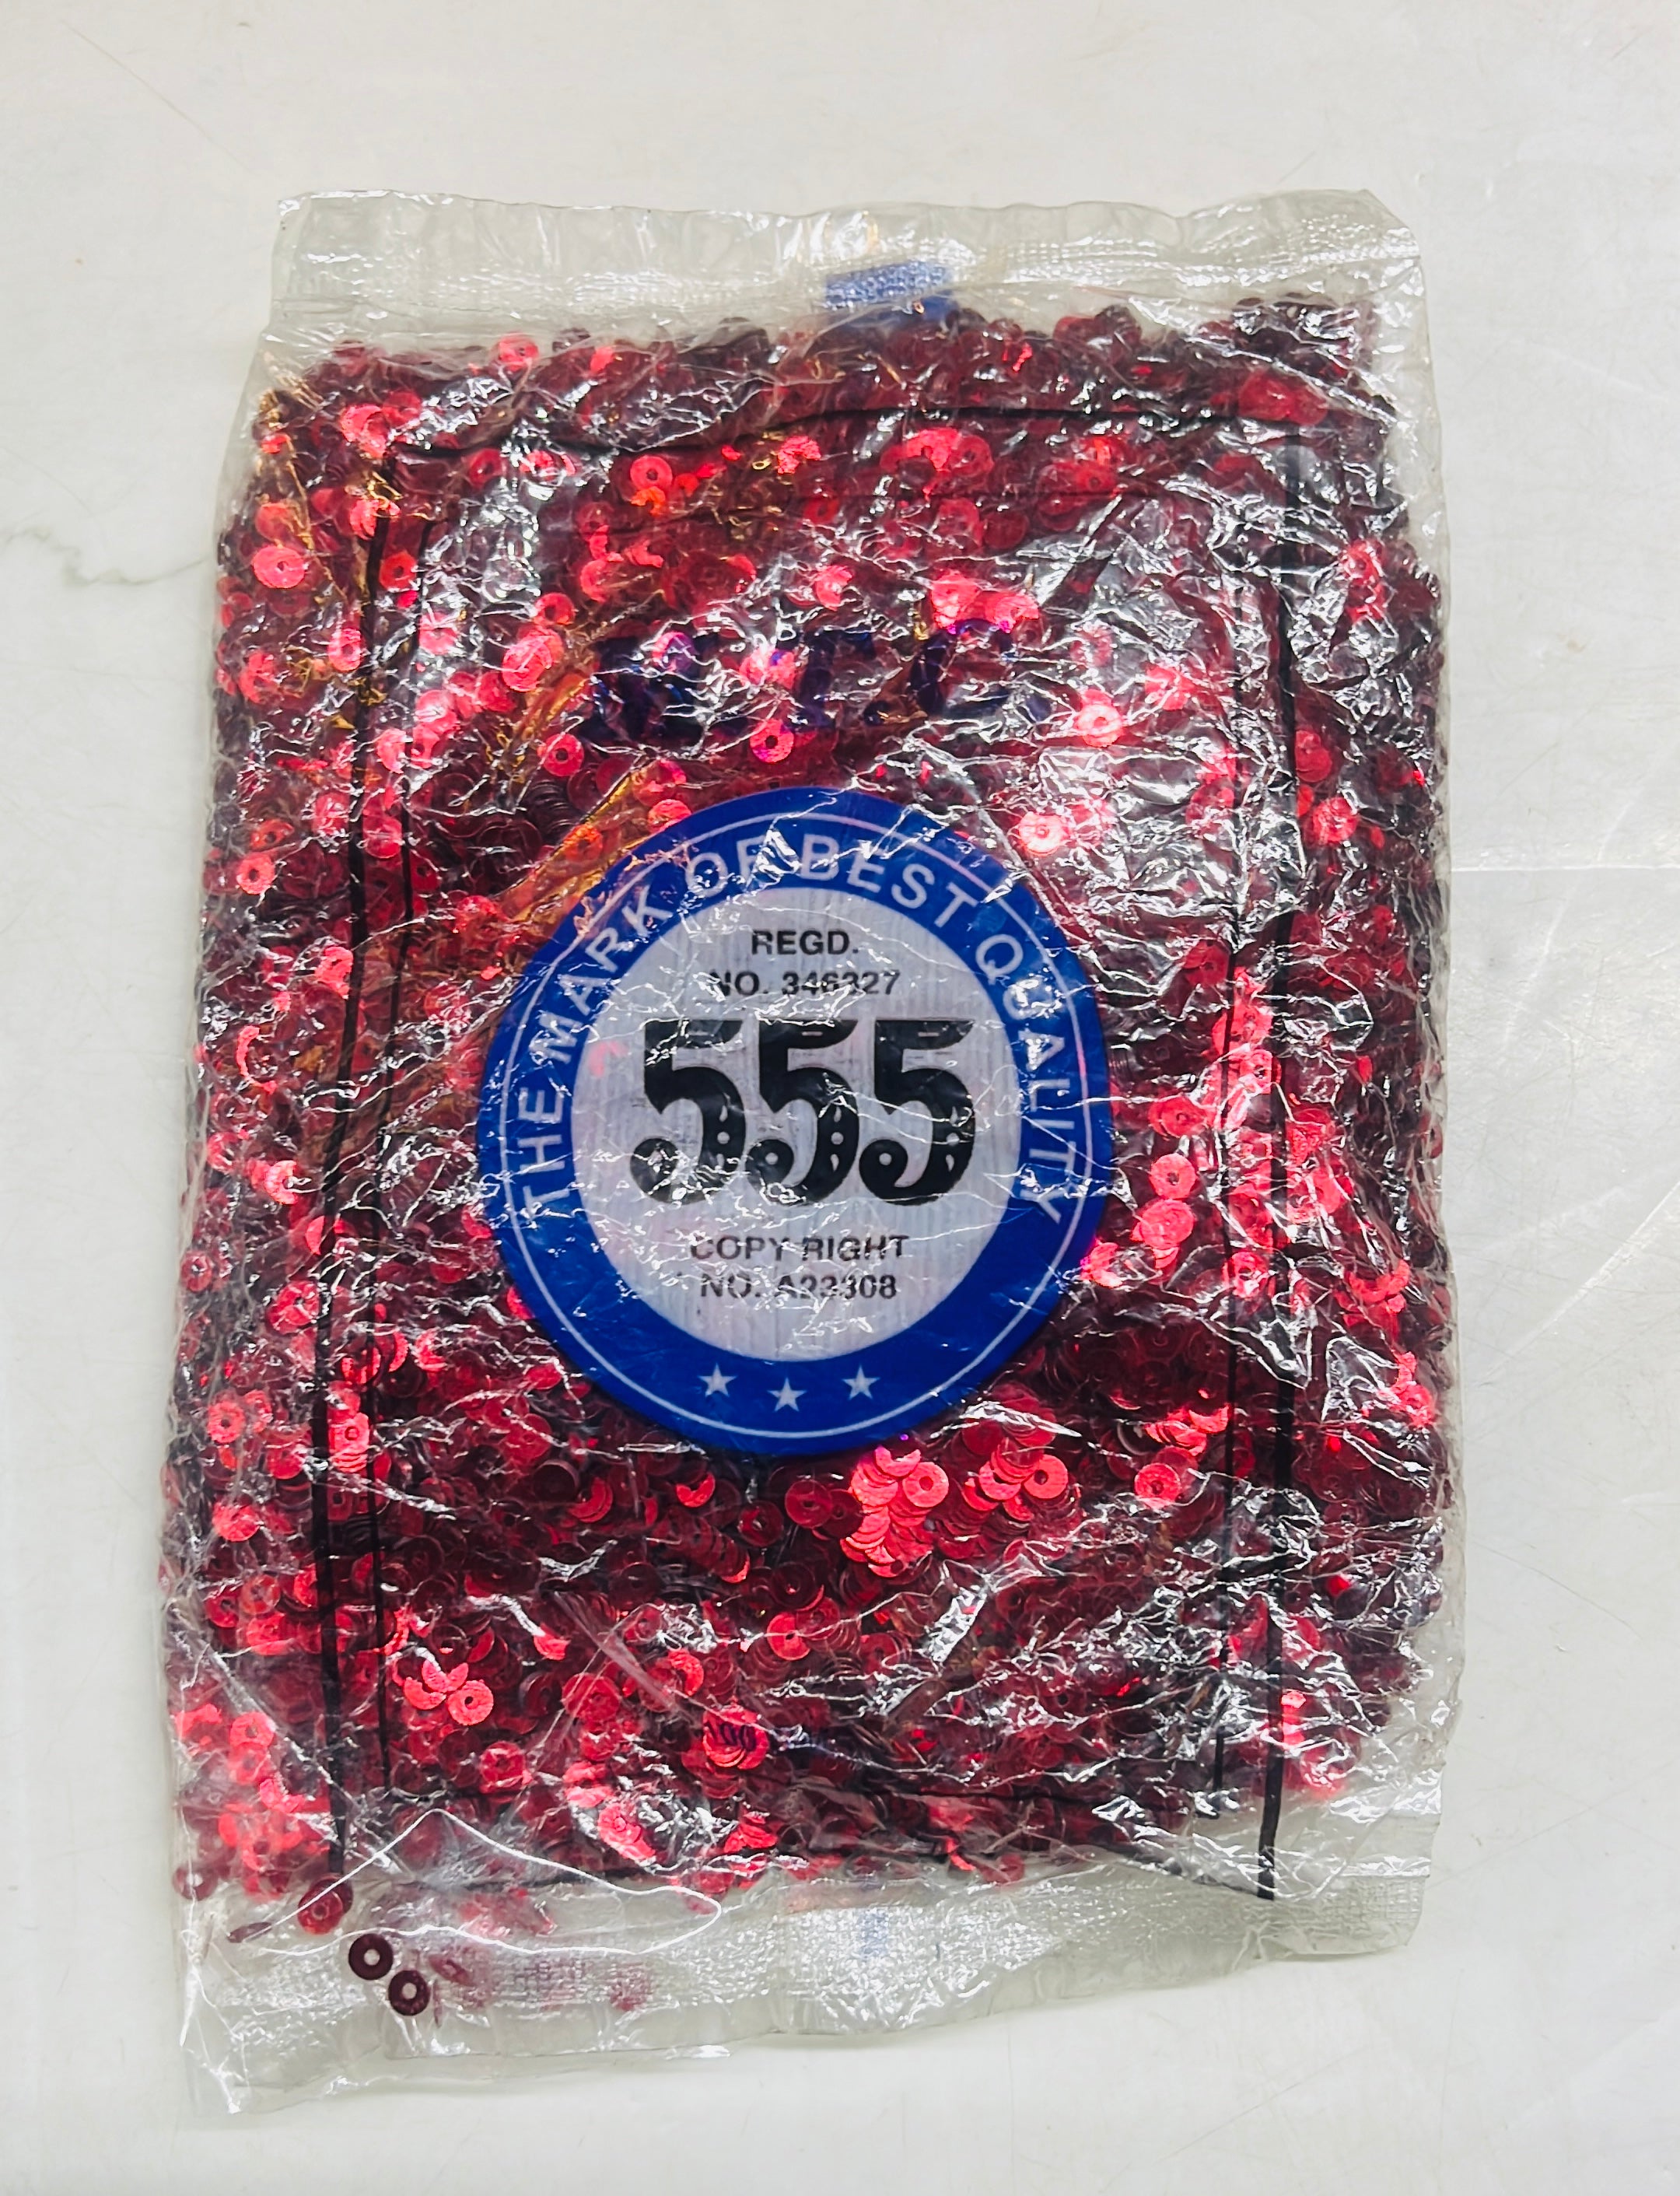 THE MARK OF BEST QUALITY
REGD.
NO. 346327
555
COPY RIGHT
NO. A23308